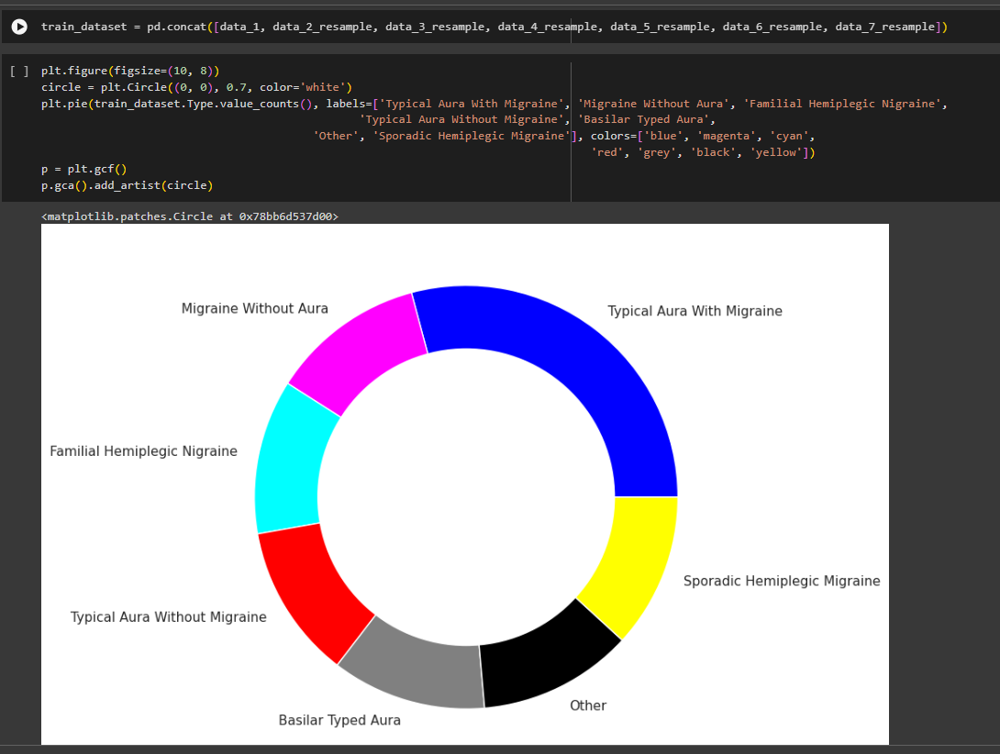 train_dataset = pd.concat([data_1, data_2_resample, data_3_resample, data_4_resample, data_5_resample, data_6_resample, data_7_resample])
[ ] plt.figure(figsize=(10, 8))
circle = plt.Circle((0, 0), 0.7, color='white')
plt.pie(train_dataset.Type.value_counts(), labels=['Typical Aura With Migraine', 'Migraine Without Aura', 'Familial Hemiplegic Nigraine',
'Typical Aura Without Migraine', 'Basilar Typed Aura',
'Other', 'Sporadic Hemiplegic Migraine'], colors=['blue', 'magenta', 'cyan',
'red', 'grey', 'black', 'yellow'])
p = plt.gcf()
p.gca().add_artist(circle)
<matplotlib.patches.Circle at 0x78bb6d537d00>
Migraine Without Aura
Typical Aura With Migraine
Familial Hemiplegic Nigraine
Sporadic Hemiplegic Migraine
Typical Aura Without Migraine
Other
Basilar Typed Aura